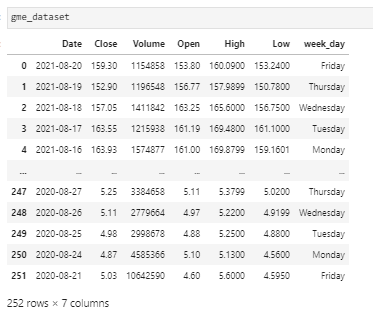 gme_dataset
Date Close Volume Open High Low week_day
0 2021-08-20 159.30 1154858 153.80 160.0900 153.2400 Friday
1 2021-08-19 152.90 1196548 156.77 157.9899 150.7800 Thursday
2 2021-08-18 157.05 1411842 163.25 165.6000 156.7500 Wednesday
3 2021-08-17 163.55 1215938 161.19 169.4800 161.1000 Tuesday
4 2021-08-16 163.93 1574877 161.00 169.8799 159.1601 Monday
... ... ... ... ... ... ... ...
247 2020-08-27 5.25 3384658 5.11 5.3799 5.0200 Thursday
248 2020-08-26 5.11 2779664 4.97 5.2200 4.9199 Wednesday
249 2020-08-25 4.98 2998678 4.88 5.2500 4.8800 Tuesday
250 2020-08-24 4.87 4585366 5.10 5.1300 4.5600 Monday
251 2020-08-21 5.03 10642590 4.60 5.6000 4.5950 Friday
252 rows × 7 columns